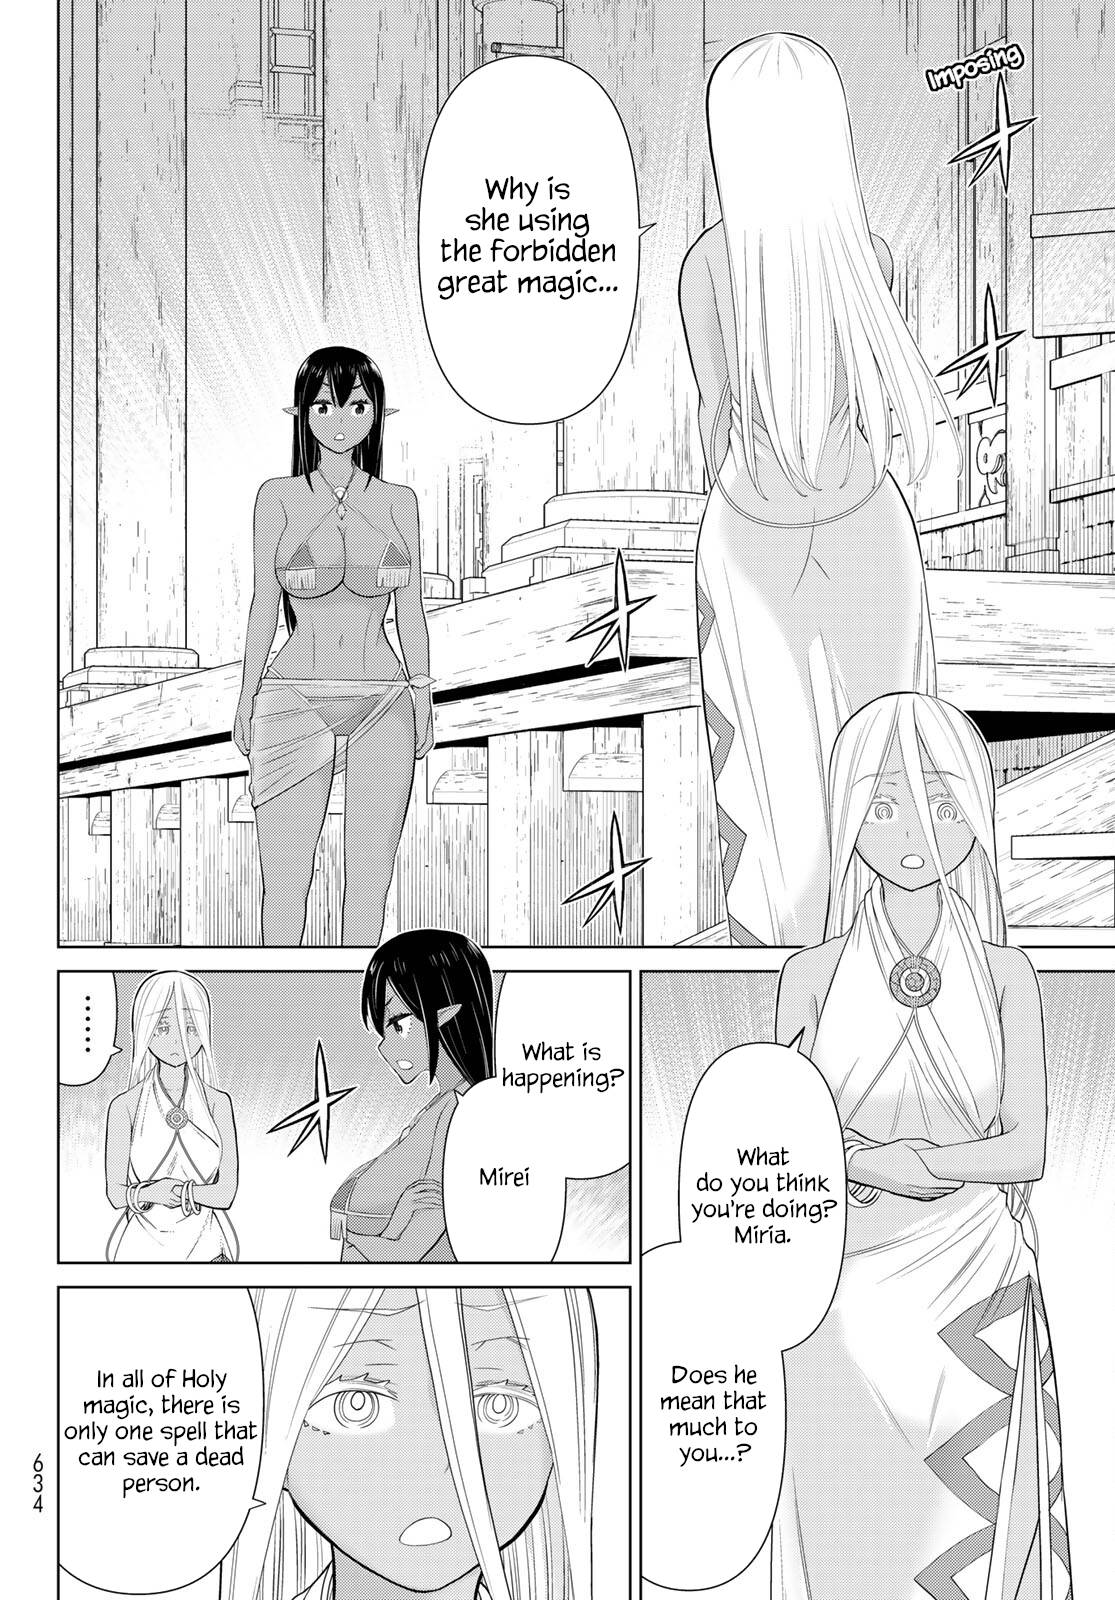 Imposing
Why is
she using
the forbidden
great magic...
What
do you think
you're doing?
Miria.
Does he
mean that
much to
you...?
What is
happening?
Mirei
......
In all of Holy
magic, there is
only one spell that
can save a dead
person.
634